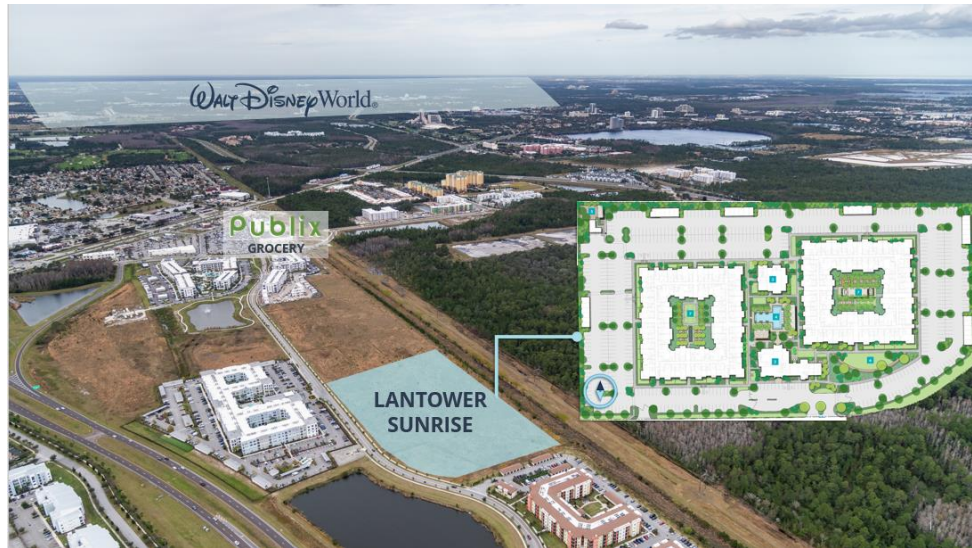 WALT DISNEY World.
Publix
GROCERY
LANTOWER
SUNRISE